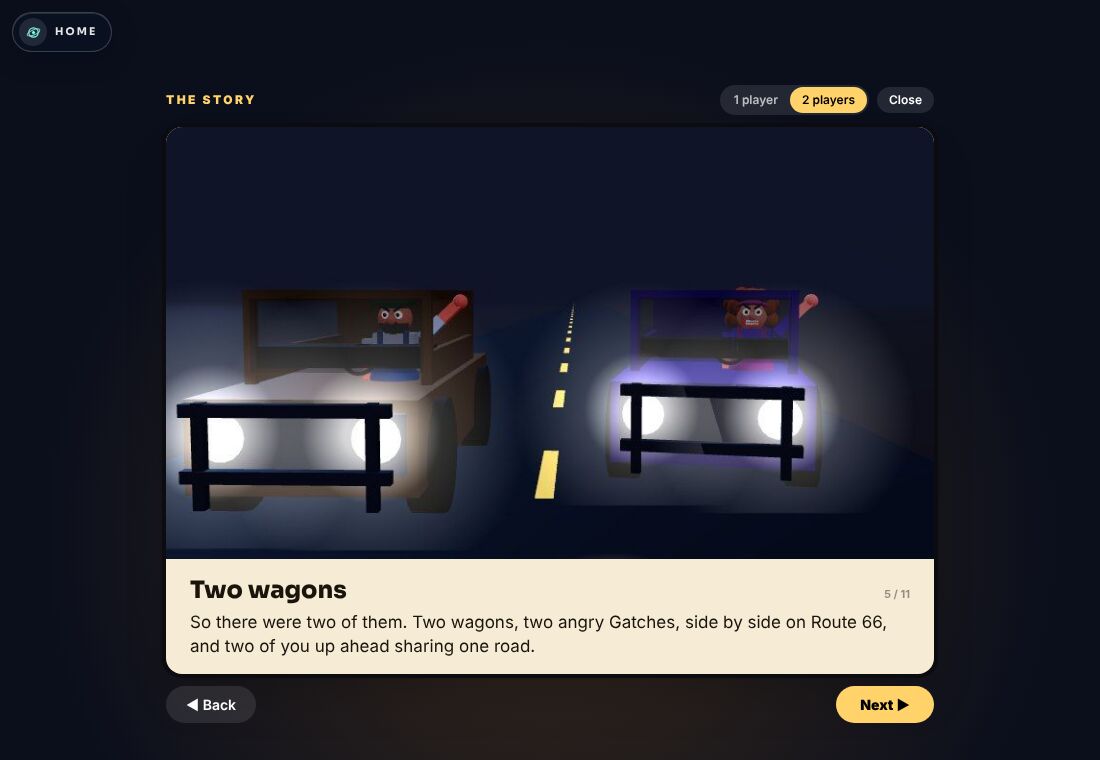 HOME
THE STORY
1 player
2 players
Close
Two wagons
5 / 11
So there were two of them. Two wagons, two angry Gatches, side by side on Route 66,
and two of you up ahead sharing one road.
◀ Back
Next ▶